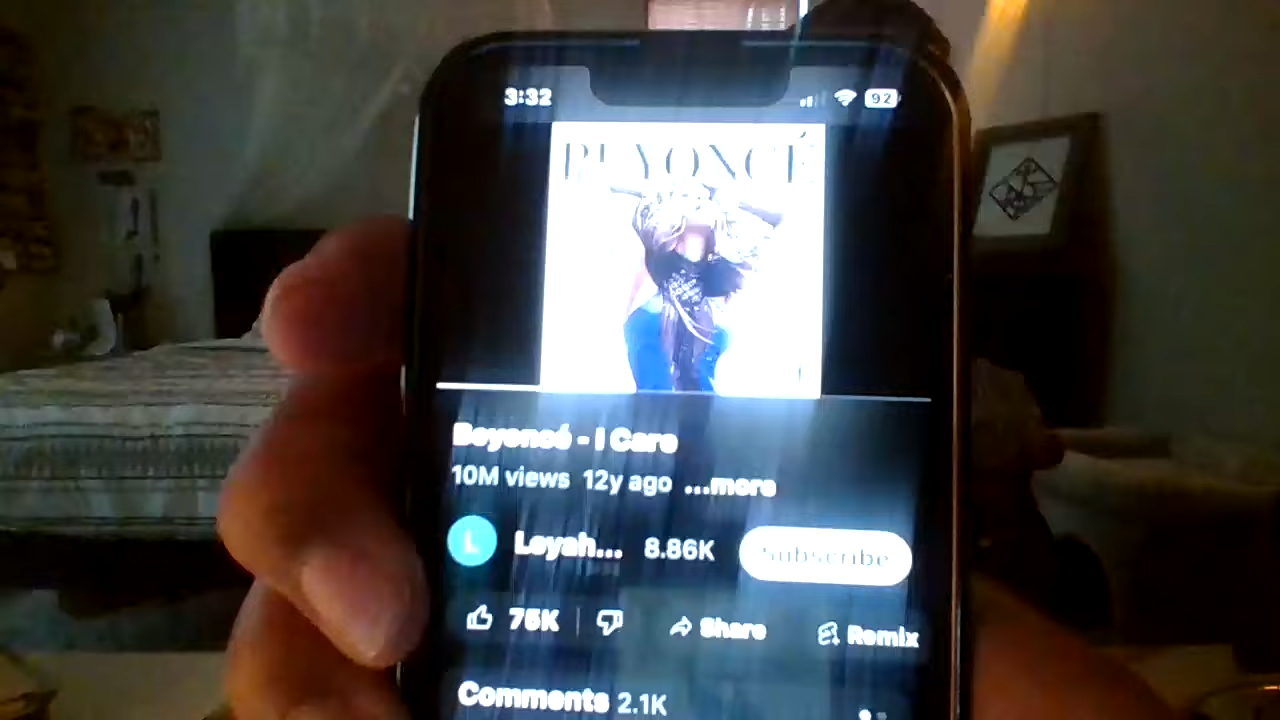 3:32 92
BEYONCÉ
Beyoncé - I Care
10M views 12y ago ...more
L Leyah... 8.86K Subscribe
75K Share Remix
Comments 2.1K